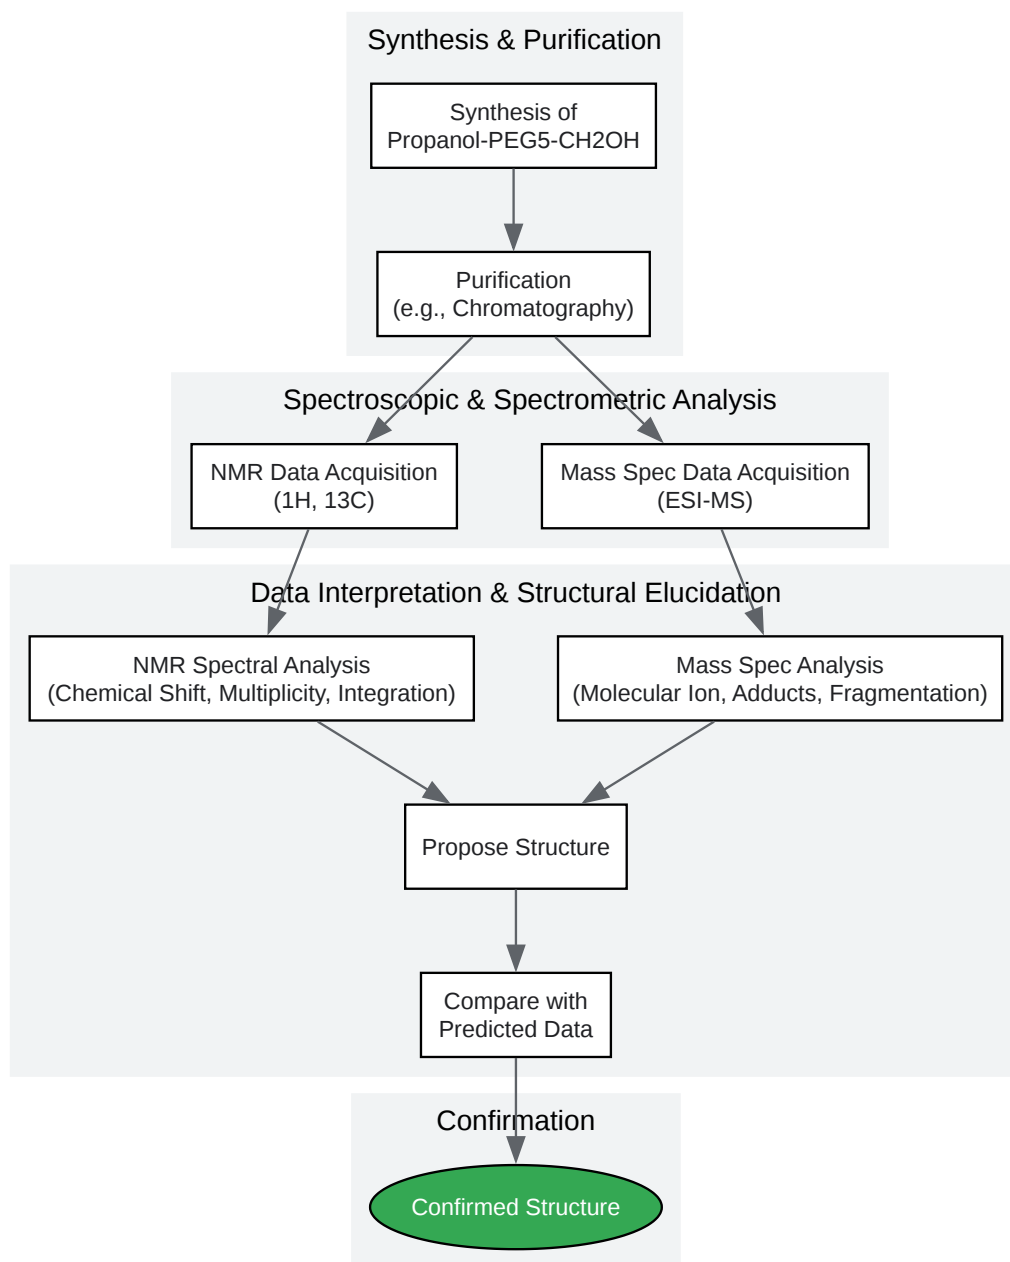 Synthesis & Purification
Synthesis of
Propanol-PEG5-CH2OH
Purification
(e.g., Chromatography)
Spectroscopic & Spectrometric Analysis
NMR Data Acquisition
(1H, 13C)
Mass Spec Data Acquisition
(ESI-MS)
Data Interpretation & Structural Elucidation
NMR Spectral Analysis
(Chemical Shift, Multiplicity, Integration)
Mass Spec Analysis
(Molecular Ion, Adducts, Fragmentation)
Propose Structure
Compare with
Predicted Data
Confirmation
Confirmed Structure